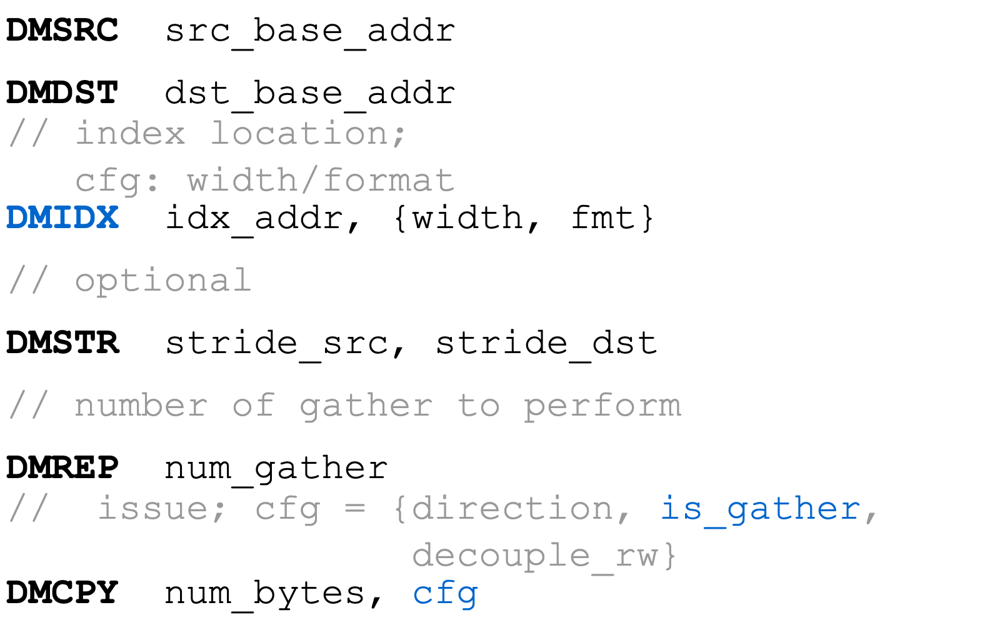 DMSRC  src_base_addr
DMDST  dst_base_addr
// index location;
   cfg: width/format
DMIDX  idx_addr, {width, fmt}
// optional
DMSTR  stride_src, stride_dst
// number of gather to perform
DMREP  num_gather
//  issue; cfg = {direction, is_gather,
                  decouple_rw}
DMCPY  num_bytes, cfg